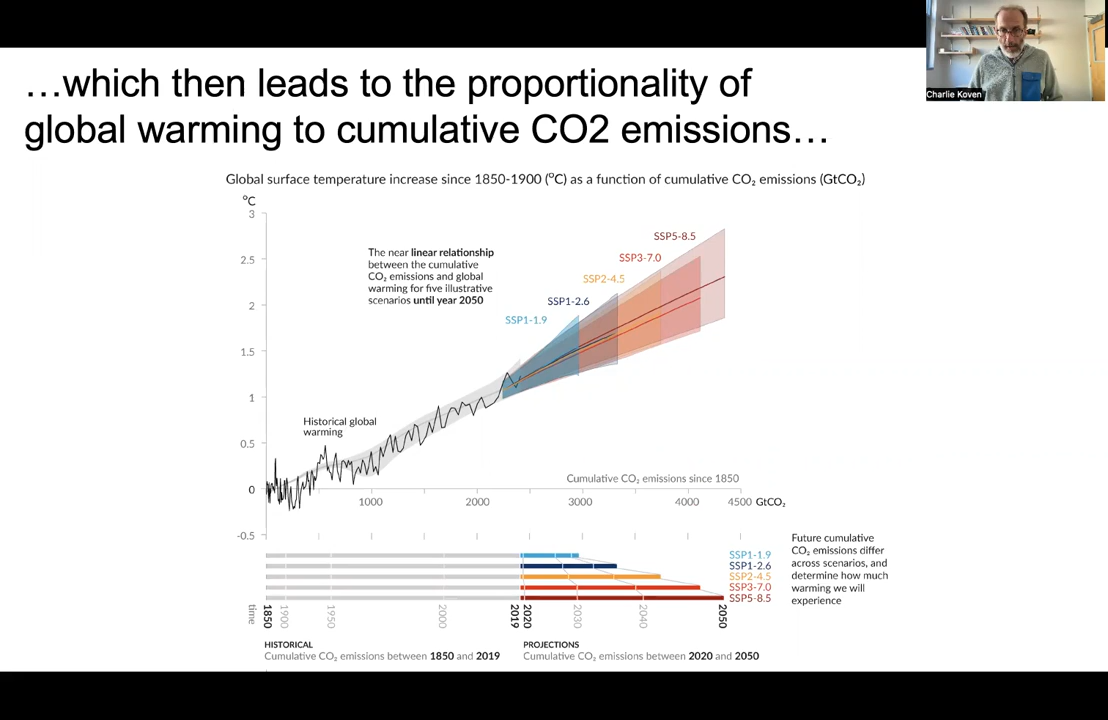 Charlie Koven
…which then leads to the proportionality of
global warming to cumulative CO2 emissions…
Global surface temperature increase since 1850-1900 (°C) as a function of cumulative CO₂ emissions (GtCO₂)
°C
3
2.5
2
1.5
1
0.5
0
-0.5
The near linear relationship
between the cumulative
CO₂ emissions and global
warming for five illustrative
scenarios until year 2050
SSP5-8.5
SSP3-7.0
SSP2-4.5
SSP1-2.6
SSP1-1.9
Historical global
warming
Cumulative CO₂ emissions since 1850
1000
2000
3000
4000
4500 GtCO₂
SSP1-1.9
SSP1-2.6
SSP2-4.5
SSP3-7.0
SSP5-8.5
Future cumulative
CO₂ emissions differ
across scenarios, and
determine how much
warming we will
experience
time
1850
1900
1950
2000
2019
2020
2030
2040
2050
HISTORICAL
Cumulative CO₂ emissions between 1850 and 2019
PROJECTIONS
Cumulative CO₂ emissions between 2020 and 2050